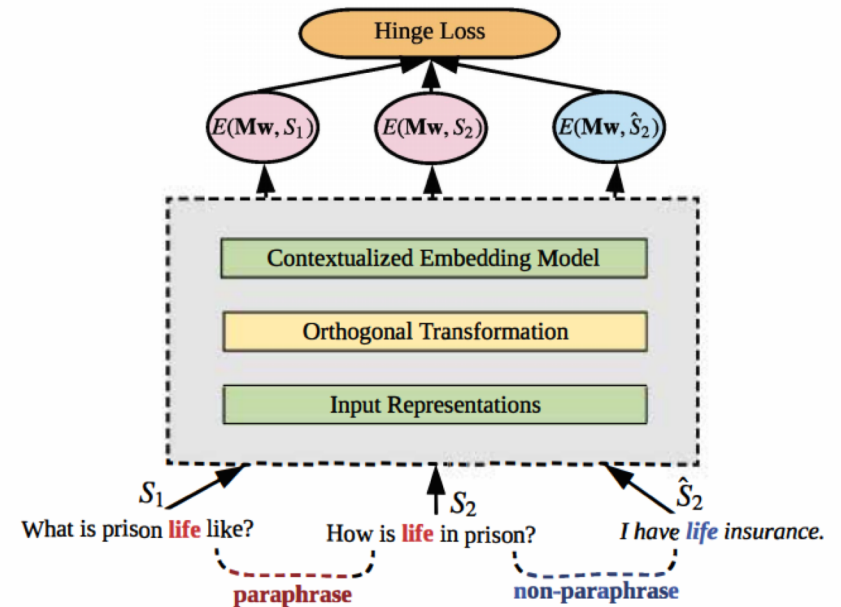 Hinge Loss
E(Mw, S₁) E(Mw, S₂) E(Mw, Ŝ₂)
Contextualized Embedding Model
Orthogonal Transformation
Input Representations
S₁ S₂ Ŝ₂
What is prison life like? How is life in prison? I have life insurance.
paraphrase non-paraphrase